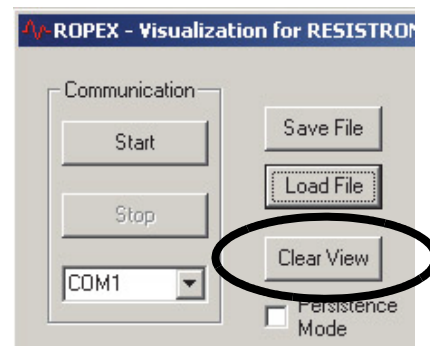 ROPEX - Visualization for RESISTRON
Communication
Start
Stop
COM1
Save File
Load File
Clear View
Persistence
Mode